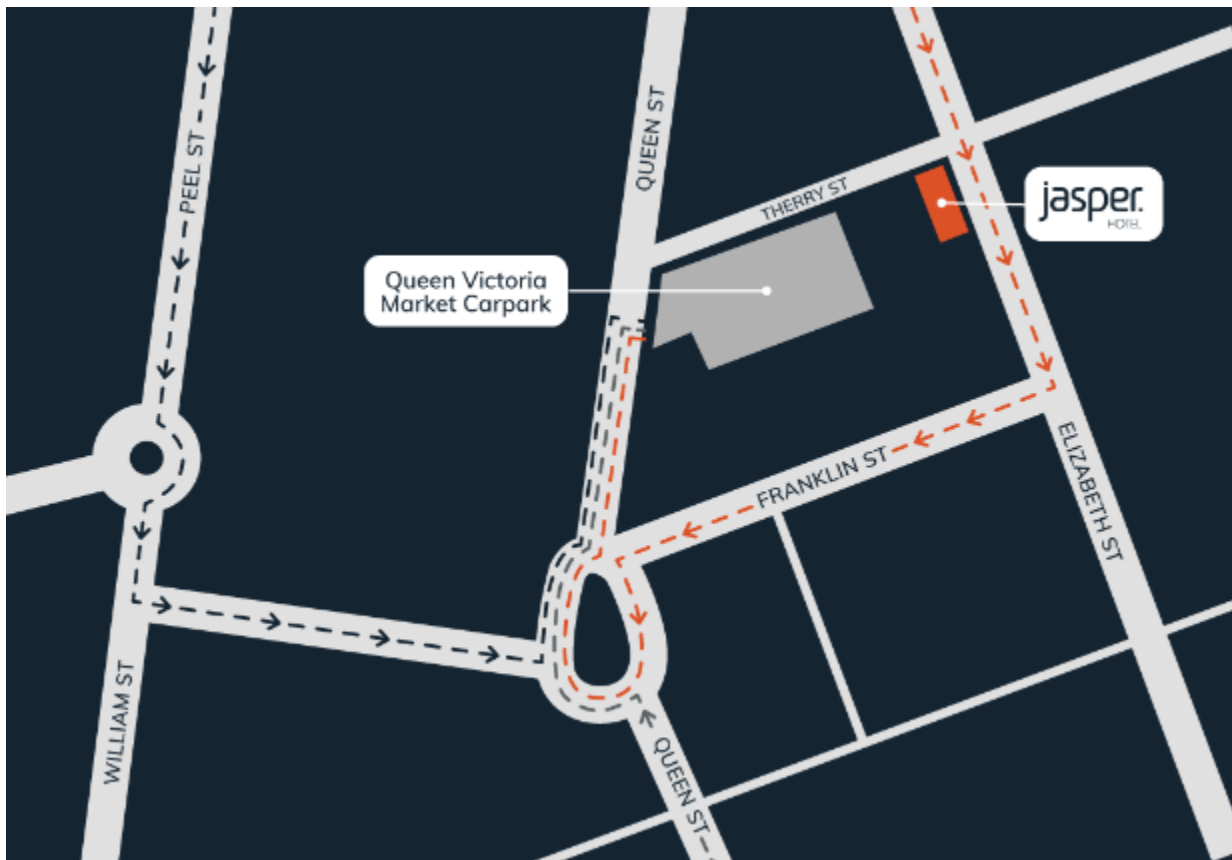 PEEL ST
QUEEN ST
THERRY ST
jasper.
HOTEL
Queen Victoria
Market Carpark
FRANKLIN ST
ELIZABETH ST
WILLIAM ST
QUEEN ST